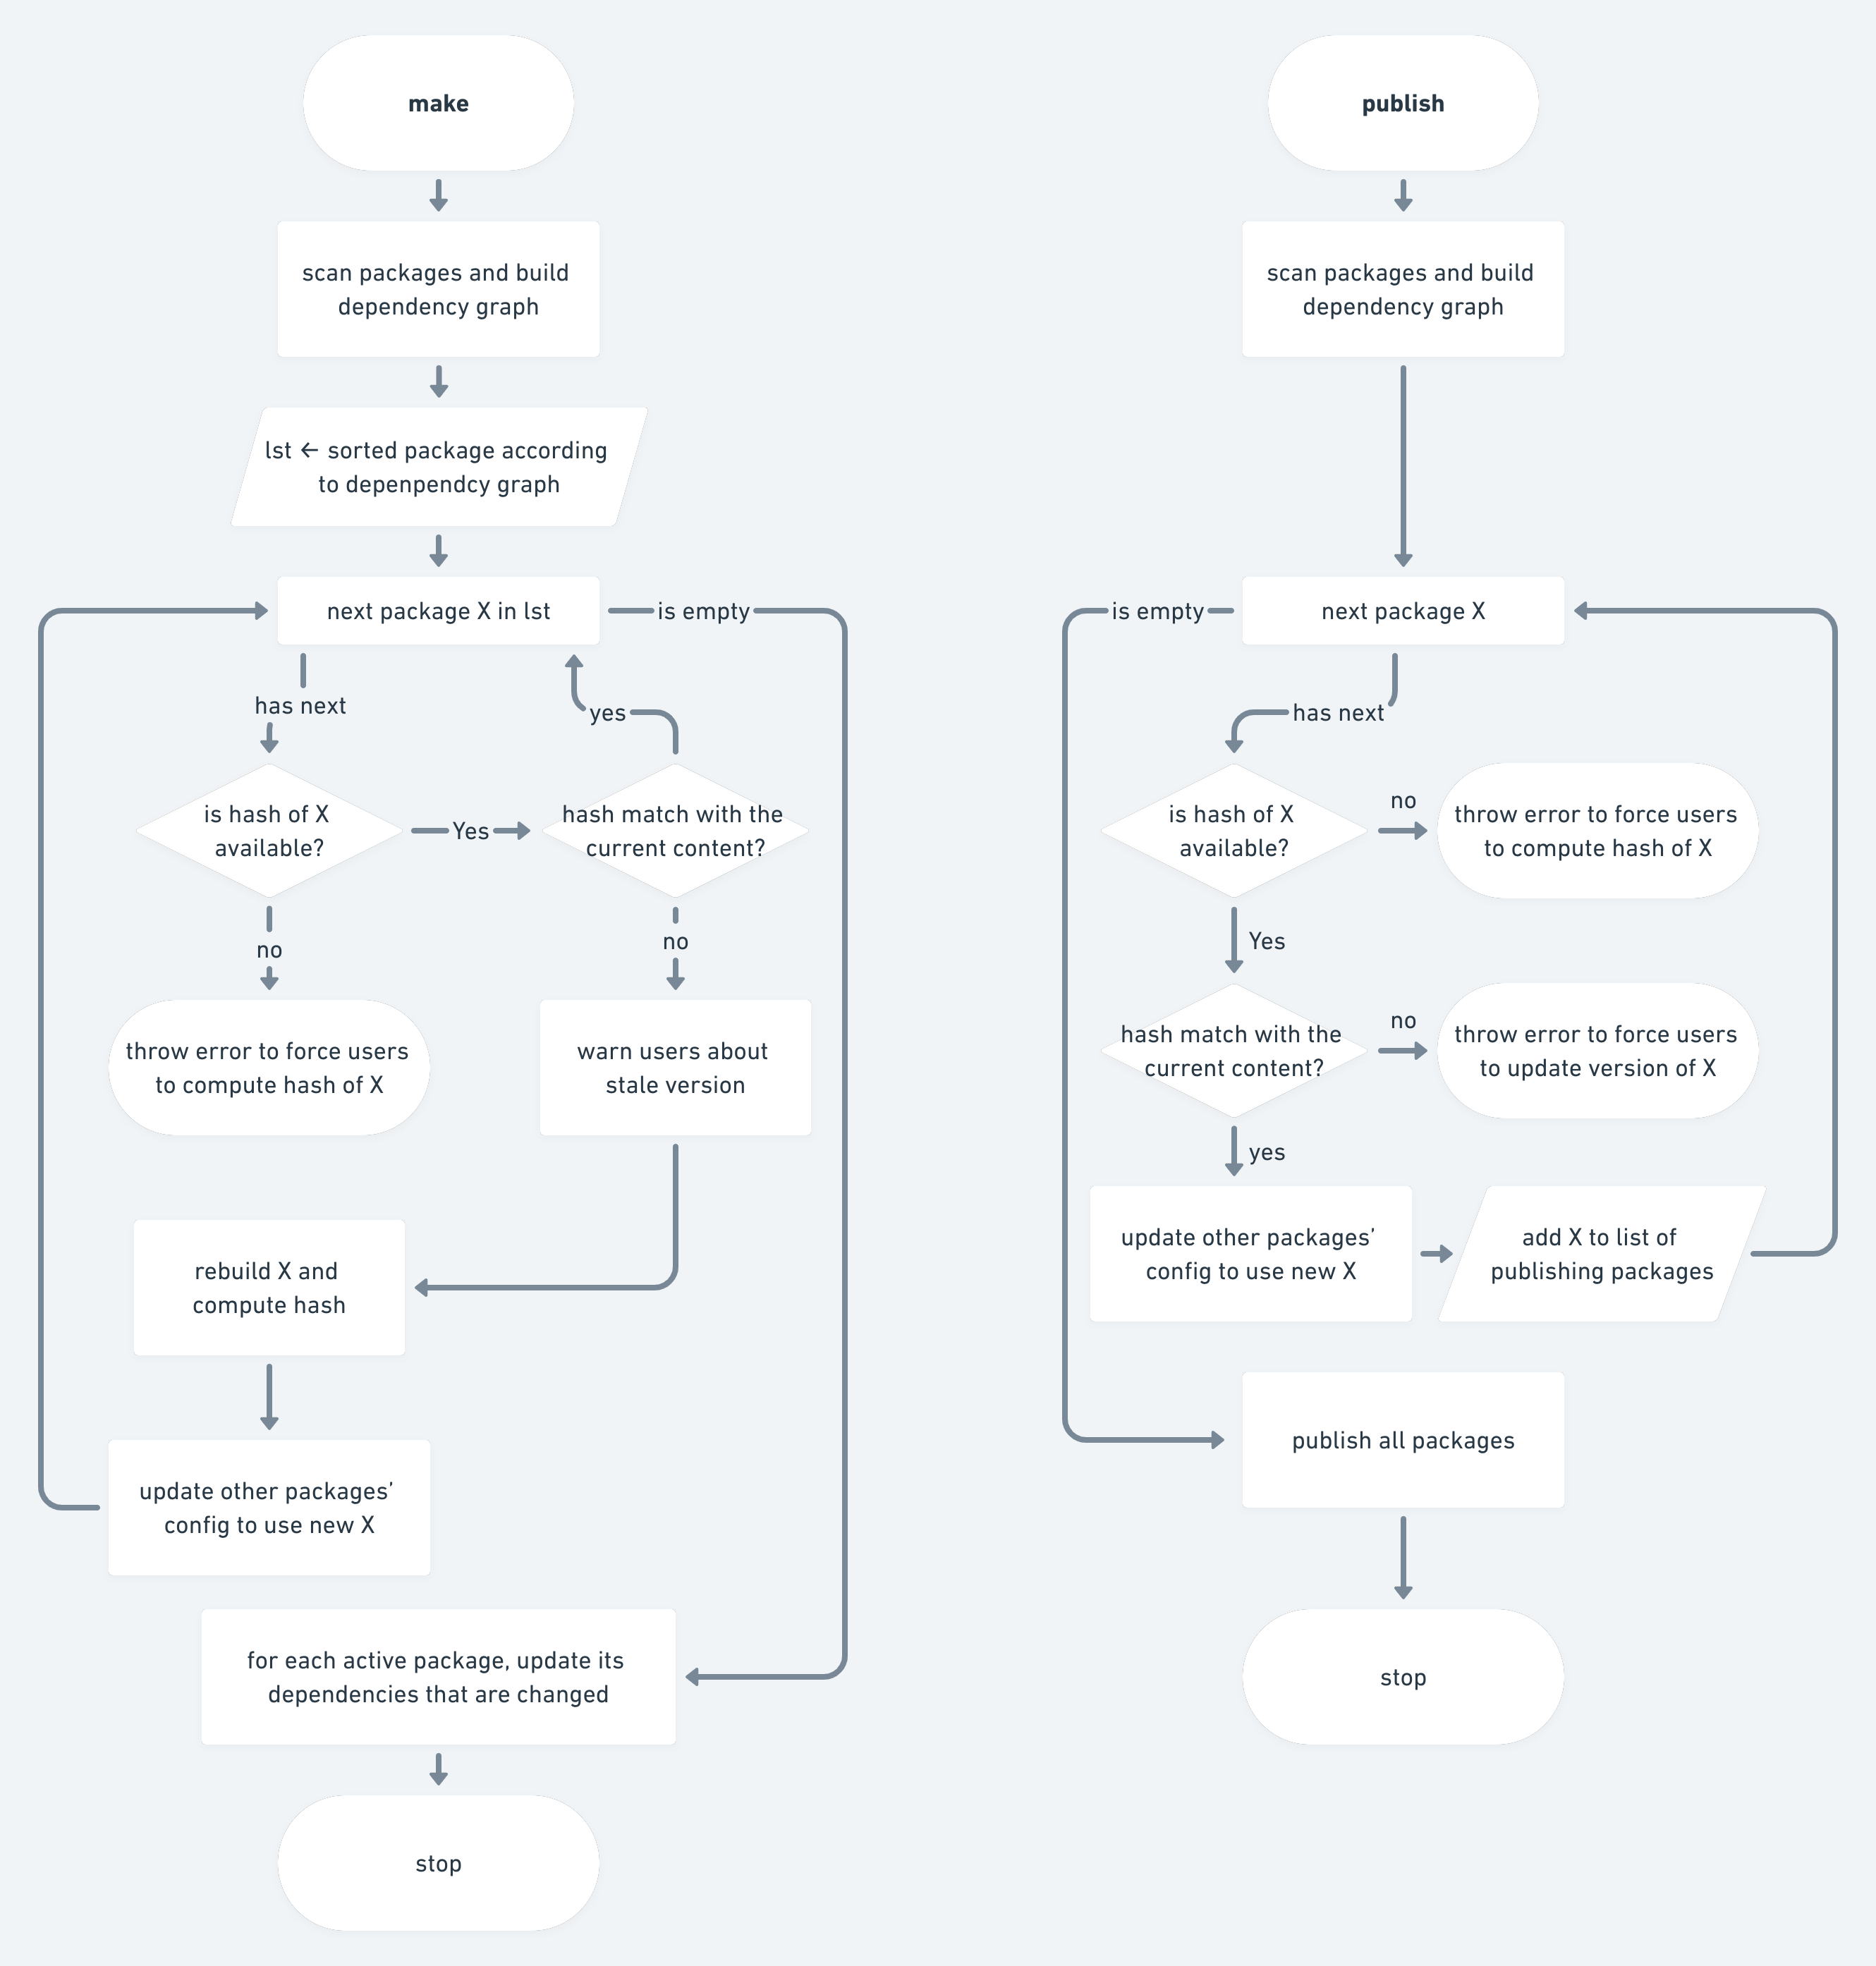 make
scan packages and build
dependency graph
lst ← sorted package according
to depenpendcy graph
next package X in lst
is empty
has next
yes
is hash of X
available?
Yes
hash match with the
current content?
no
no
throw error to force users
to compute hash of X
warn users about
stale version
rebuild X and
compute hash
update other packages’
config to use new X
for each active package, update its
dependencies that are changed
stop
publish
scan packages and build
dependency graph
is empty
next package X
has next
is hash of X
available?
no
throw error to force users
to compute hash of X
Yes
hash match with the
current content?
no
throw error to force users
to update version of X
yes
update other packages’
config to use new X
add X to list of
publishing packages
publish all packages
stop